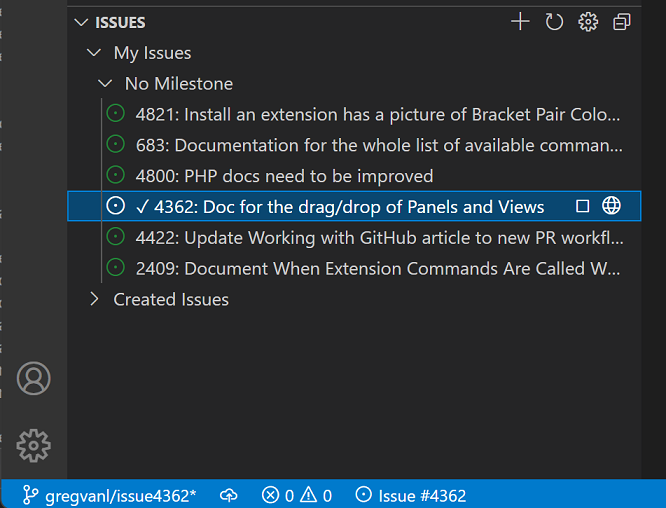 ISSUES
My Issues
No Milestone
4821: Install an extension has a picture of Bracket Pair Colo...
683: Documentation for the whole list of available comman...
4800: PHP docs need to be improved
✓ 4362: Doc for the drag/drop of Panels and Views
4422: Update Working with GitHub article to new PR workfl...
2409: Document When Extension Commands Are Called W...
Created Issues
gregvanl/issue4362* 0 0 Issue #4362